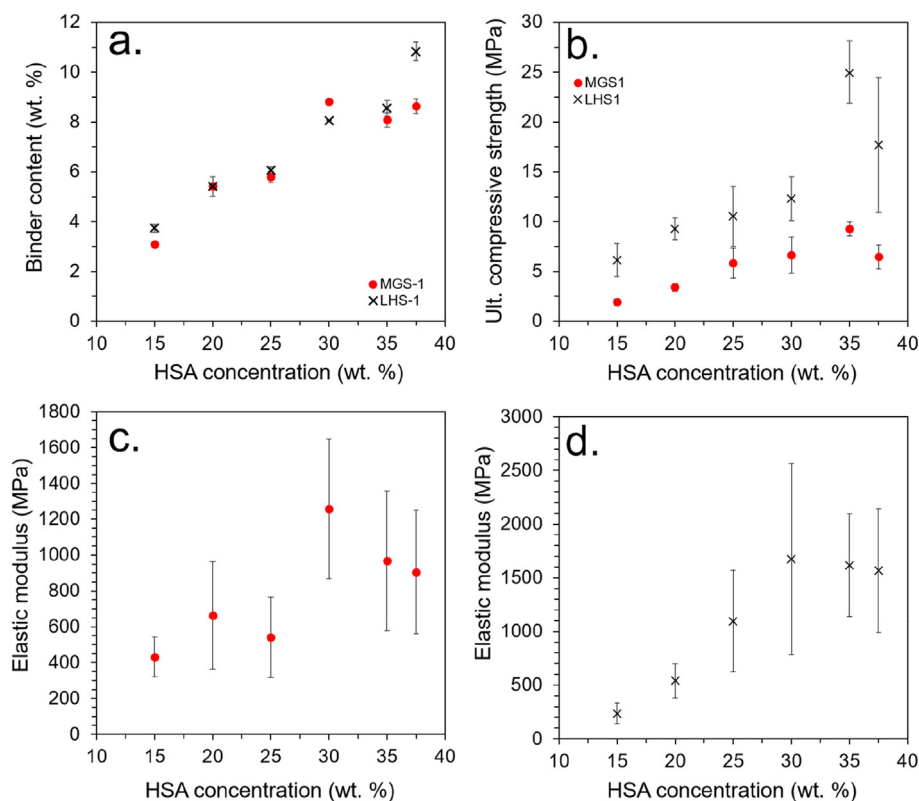 a.
Binder content (wt. %)
12
10
8
6
4
2
0
MGS-1
LHS-1
10 15 20 25 30 35 40
HSA concentration (wt. %)
b.
Ult. compressive strength (MPa)
30
25
20
15
10
5
0
MGS1
LHS1
10 15 20 25 30 35 40
HSA concentration (wt. %)
c.
Elastic modulus (MPa)
1800
1600
1400
1200
1000
800
600
400
200
0
10 15 20 25 30 35 40
HSA concentration (wt. %)
d.
Elastic modulus (MPa)
3000
2500
2000
1500
1000
500
0
10 15 20 25 30 35 40
HSA concentration (wt. %)